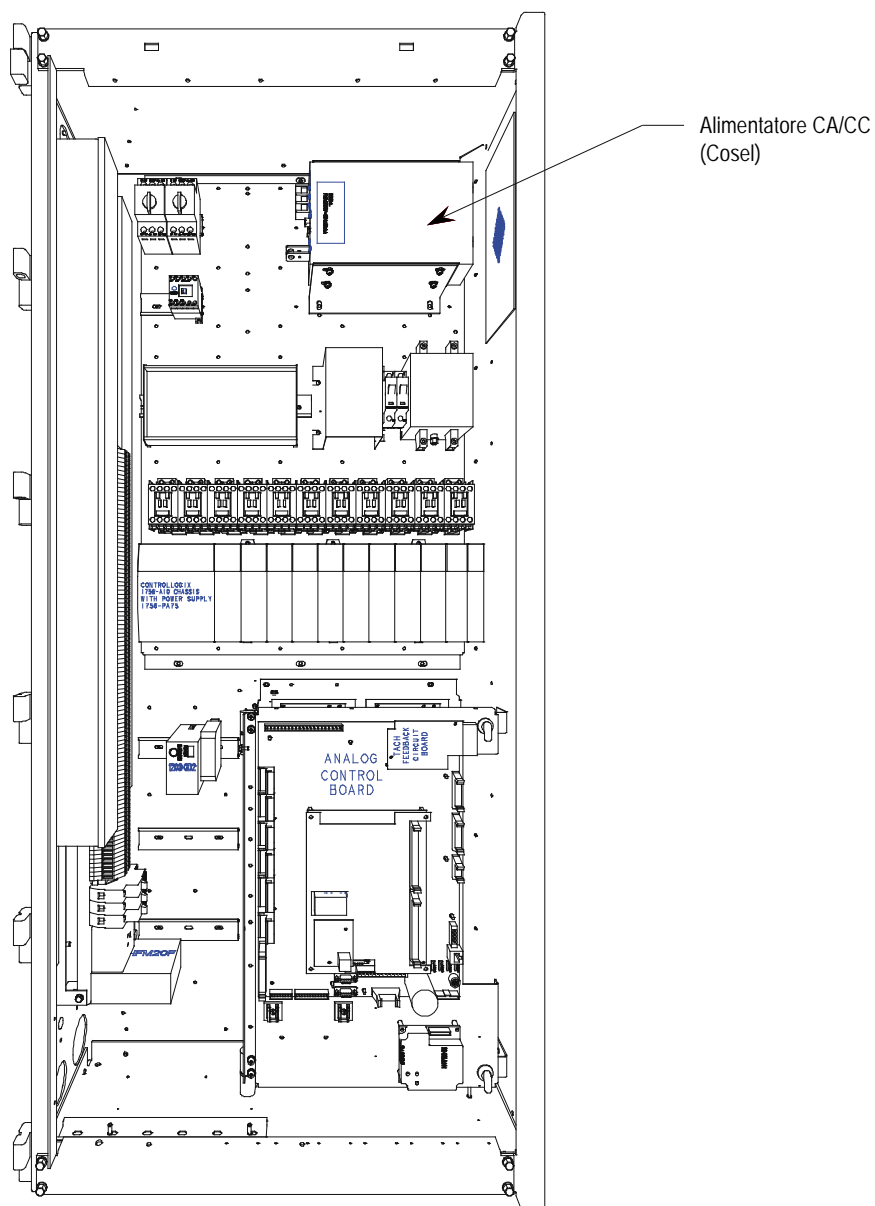 Alimentatore CA/CC
(Cosel)
CONTROLLOGIX
1756-A10 CHASSIS
WITH POWER SUPPLY
1756-PA75
ANALOG
CONTROL
BOARD
TACH
FEEDBACK
CIRCUIT
BOARD
HFM20F